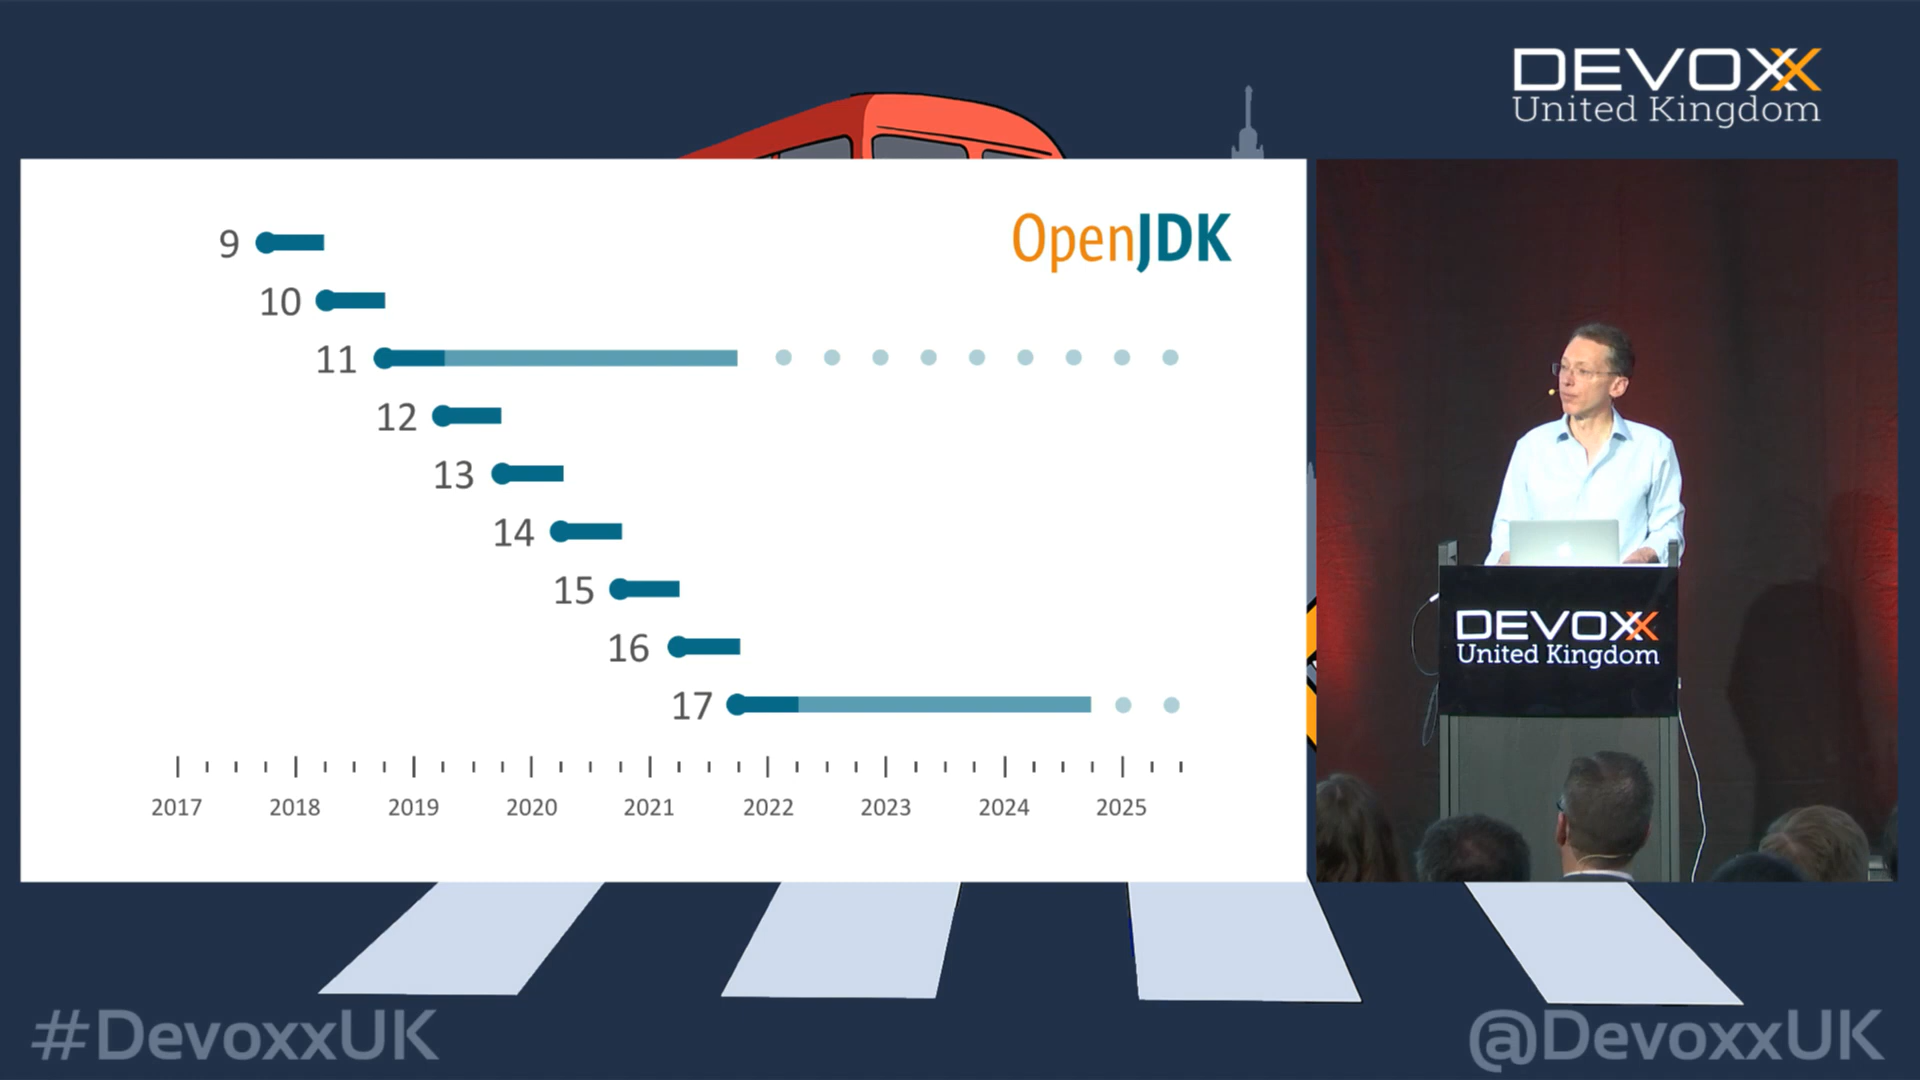 DEVOXX
United Kingdom
OpenJDK
9
10
11
12
13
14
15
16
17
2017 2018 2019 2020 2021 2022 2023 2024 2025
DEVOXX
United Kingdom
#DevoxxUK
@DevoxxUK